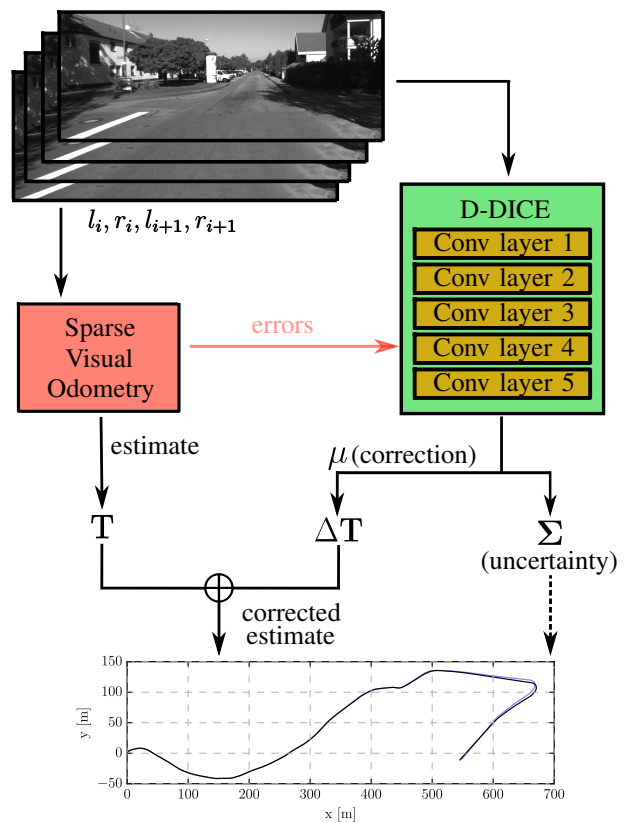 l_i, r_i, l_{i+1}, r_{i+1}
D-DICE
Conv layer 1
Conv layer 2
Conv layer 3
Conv layer 4
Conv layer 5
Sparse
Visual
Odometry
errors
estimate
μ (correction)
T
ΔT
Σ
(uncertainty)
corrected
estimate
150
100
50
0
−50
y [m]
0 100 200 300 400 500 600 700
x [m]